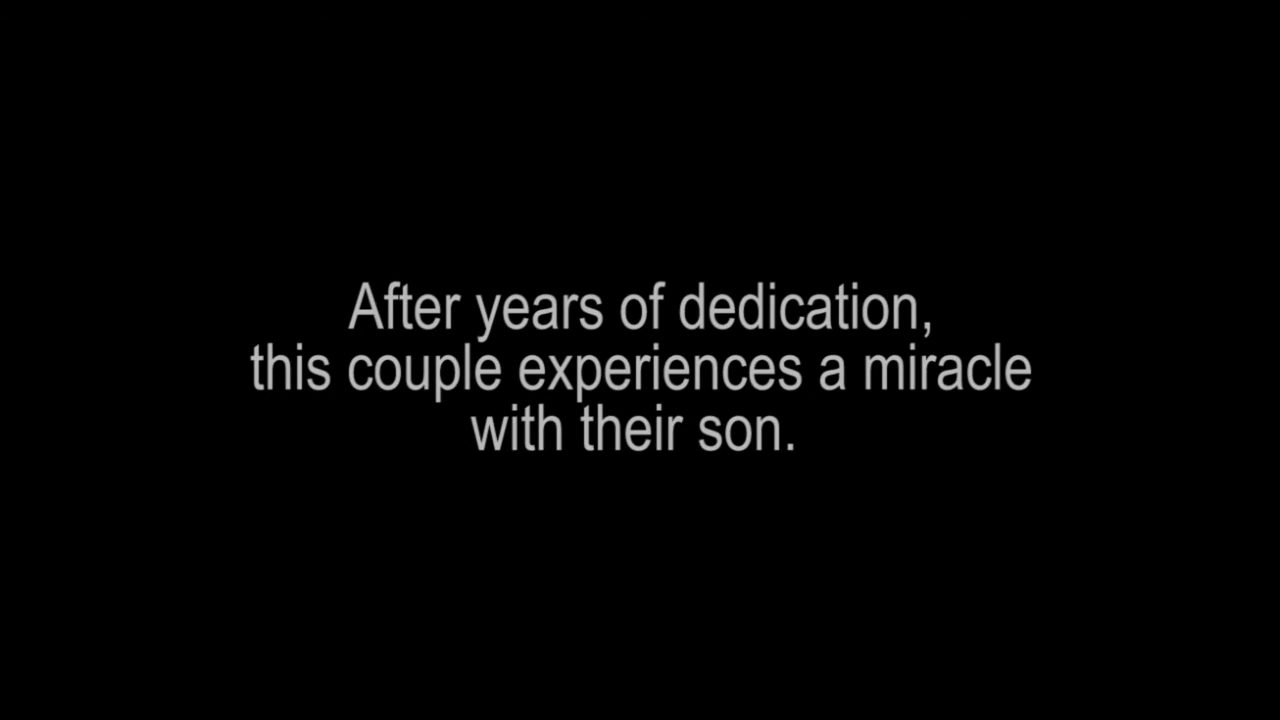 After years of dedication,
this couple experiences a miracle
with their son.